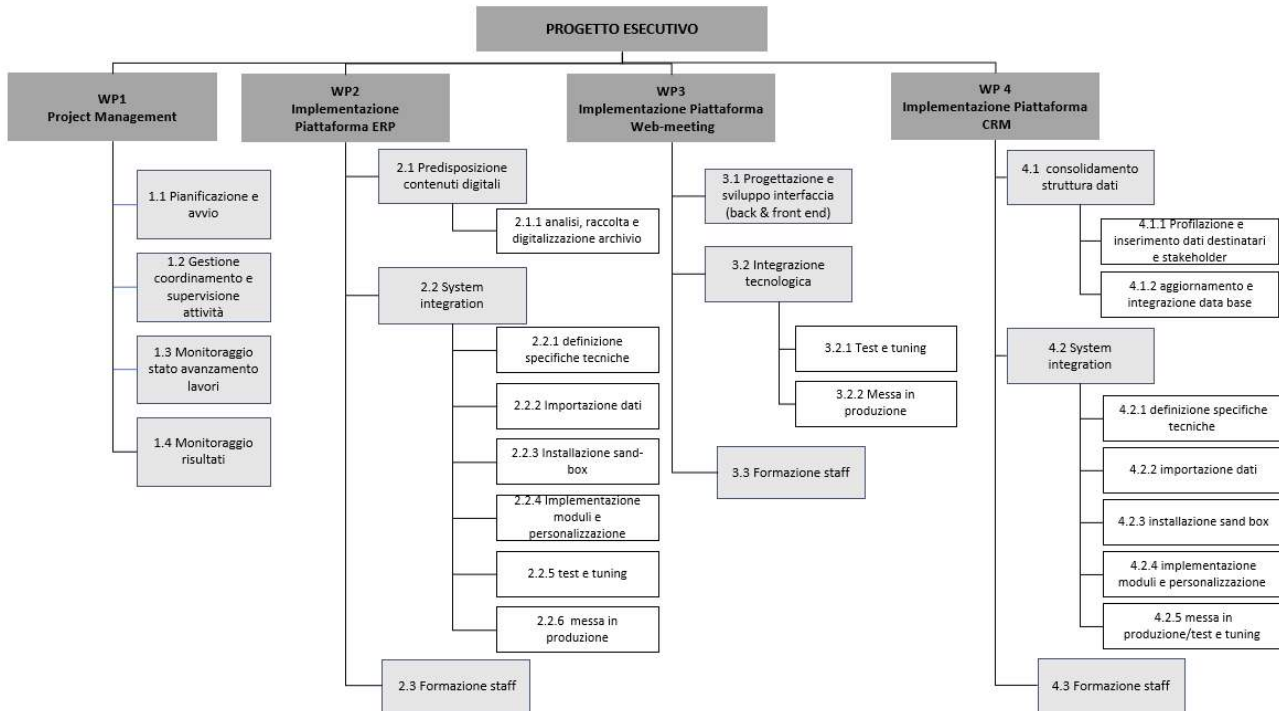 PROGETTO ESECUTIVO
WP1
Project Management
1.1 Pianificazione e
avvio
1.2 Gestione
coordinamento e
supervisione
attività
1.3 Monitoraggio
stato avanzamento
lavori
1.4 Monitoraggio
risultati
WP2
Implementazione
Piattaforma ERP
2.1 Predisposizione
contenuti digitali
2.1.1 analisi, raccolta e
digitalizzazione archivio
2.2 System
integration
2.2.1 definizione
specifiche tecniche
2.2.2 Importazione dati
2.2.3 Installazione sand-
box
2.2.4 Implementazione
moduli e
personalizzazione
2.2.5 test e tuning
2.2.6 messa in
produzione
2.3 Formazione staff
WP3
Implementazione Piattaforma
Web-meeting
3.1 Progettazione e
sviluppo interfaccia
(back & front end)
3.2 Integrazione
tecnologica
3.2.1 Test e tuning
3.2.2 Messa in
produzione
3.3 Formazione staff
WP 4
Implementazione Piattaforma
CRM
4.1 consolidamento
struttura dati
4.1.1 Profilazione e
inserimento dati destinatari
e stakeholder
4.1.2 aggiornamento e
integrazione data base
4.2 System
integration
4.2.1 definizione specifiche
tecniche
4.2.2 importazione dati
4.2.3 installazione sand box
4.2.4 implementazione
moduli e personalizzazione
4.2.5 messa in
produzione/test e tuning
4.3 Formazione staff